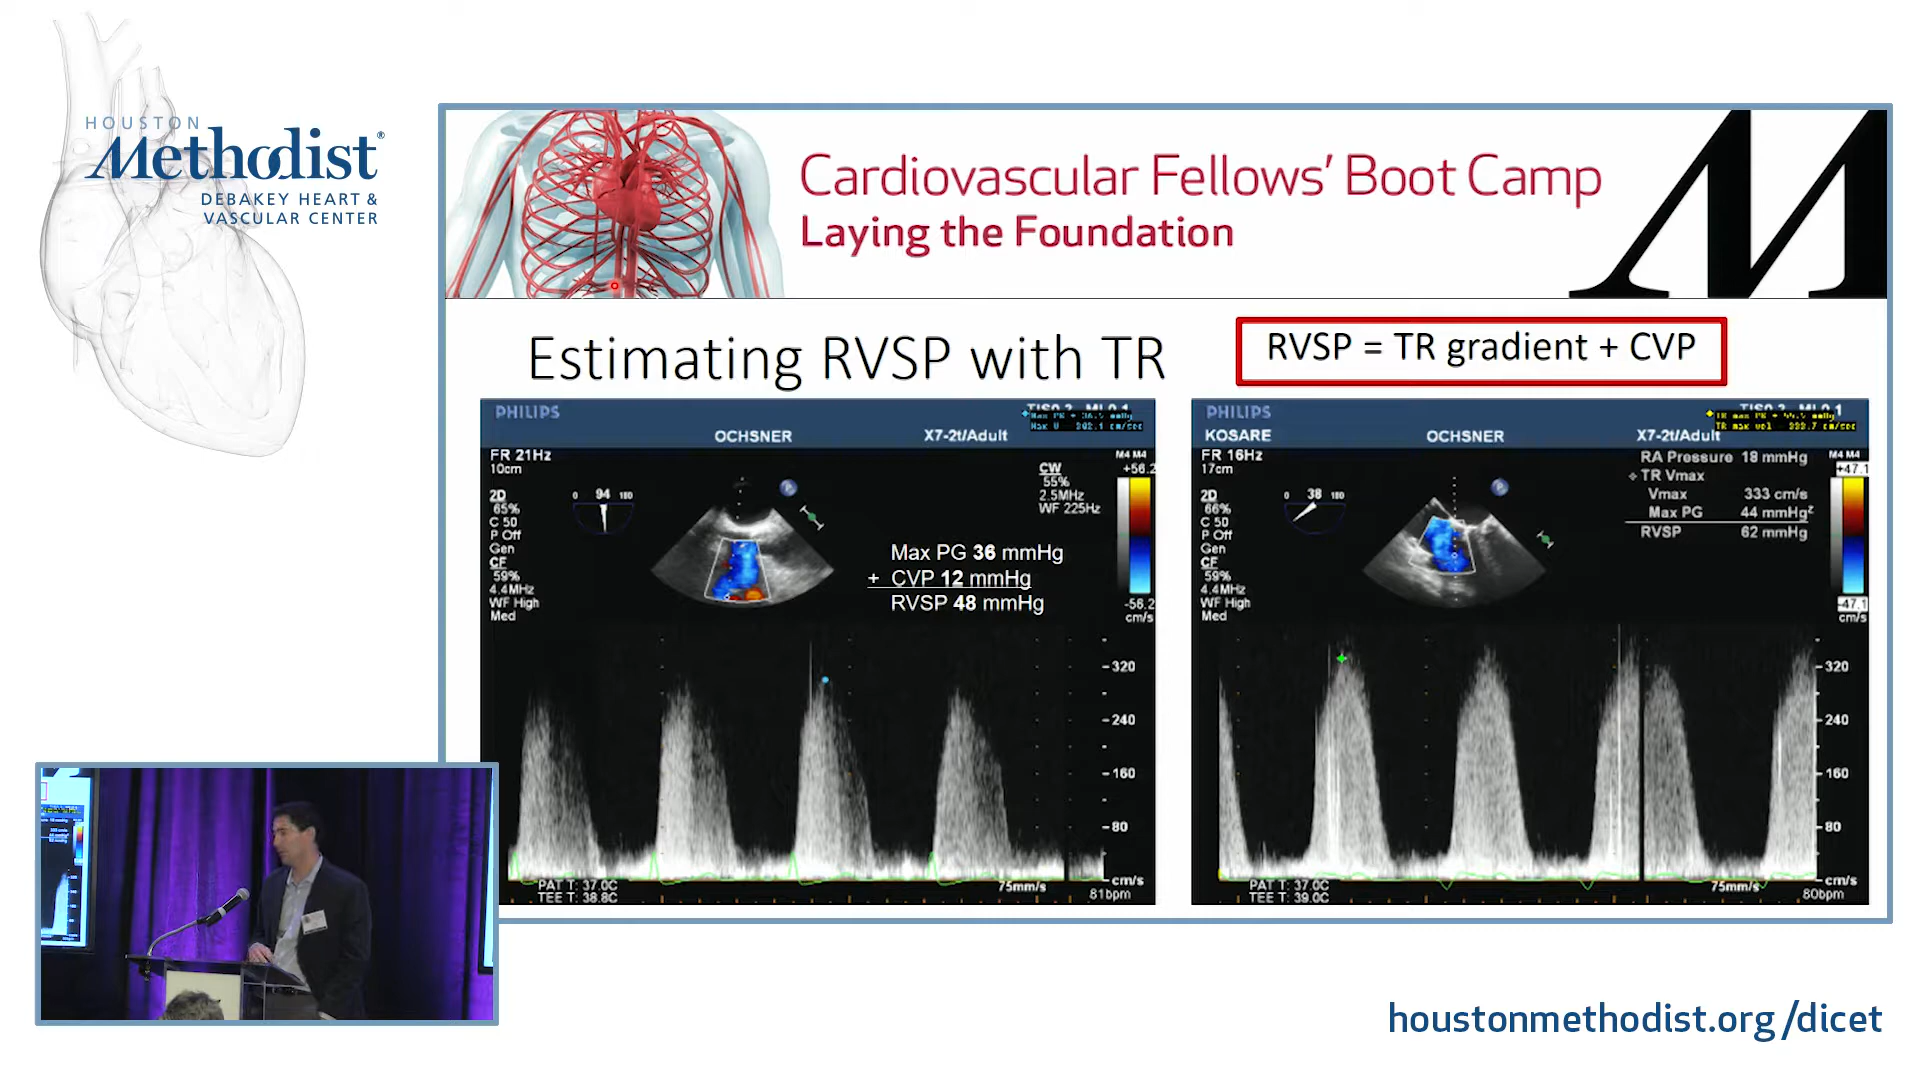 HOUSTON
Methodist®
DEBAKEY HEART &
VASCULAR CENTER
Cardiovascular Fellows' Boot Camp
Laying the Foundation
M
Estimating RVSP with TR
RVSP = TR gradient + CVP
PHILIPS
OCHSNER
X7-2t/Adult
FR 21Hz
10cm
2D
65%
C 50
P Off
Gen
CF
59%
4.4MHz
WF High
Med
0 94 180
CW
55%
2.5MHz
WF 225Hz
M4 M4
+56.2
-56.2
cm/s
Max PG 36 mmHg
+ CVP 12 mmHg
RVSP 48 mmHg
-320
-240
-160
-80
cm/s
PAT T: 37.0C
TEE T: 38.8C
75mm/s
81bpm
PHILIPS
KOSARE
OCHSNER
X7-2t/Adult
FR 16Hz
17cm
2D
66%
C 50
P Off
Gen
CF
59%
4.4MHz
WF High
Med
0 38 180
RA Pressure 18 mmHg
TR Vmax
Vmax 333 cm/s
Max PG 44 mmHg
RVSP 62 mmHg
M4 M4
+47.1
-47.1
cm/s
-320
-240
-160
-80
cm/s
PAT T: 37.0C
TEE T: 39.0C
75mm/s
80bpm
houstonmethodist.org/dicet